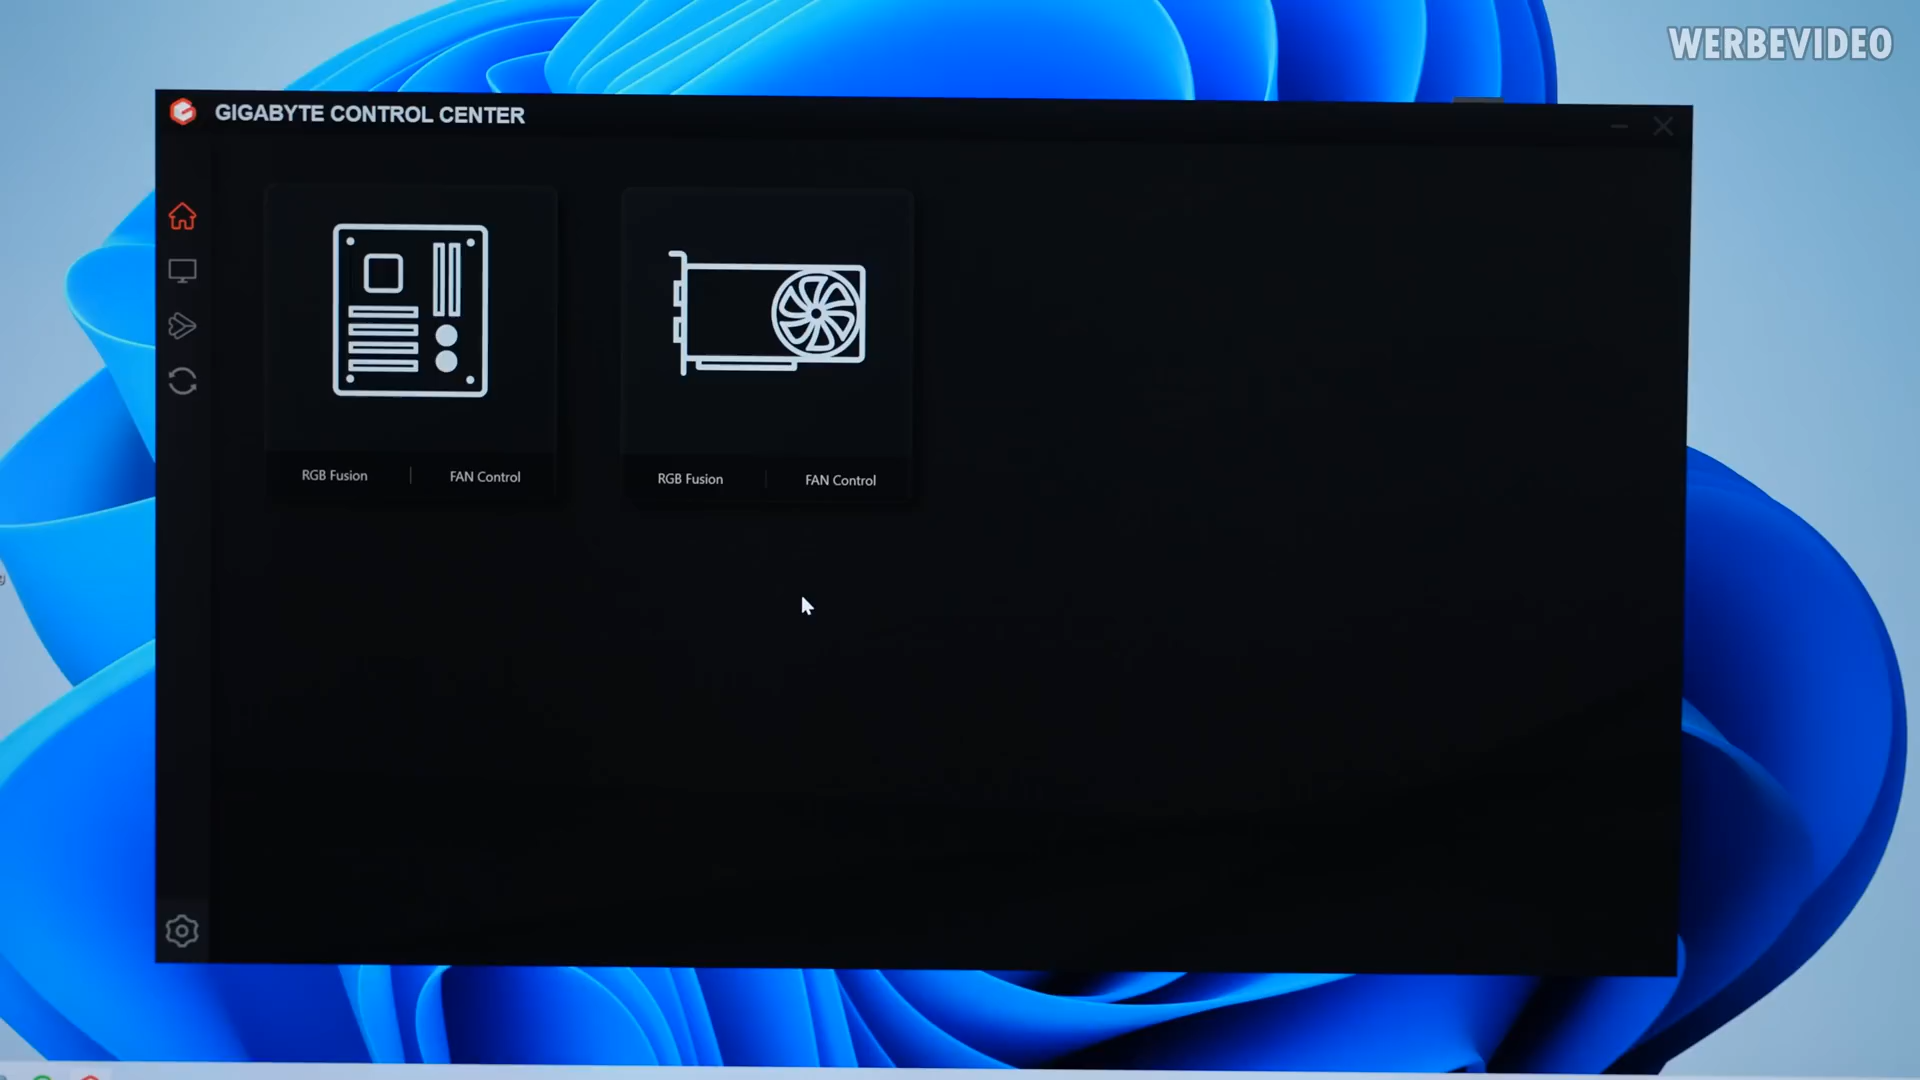 WERBEVIDEO
GIGABYTE CONTROL CENTER
RGB Fusion | FAN Control
RGB Fusion | FAN Control